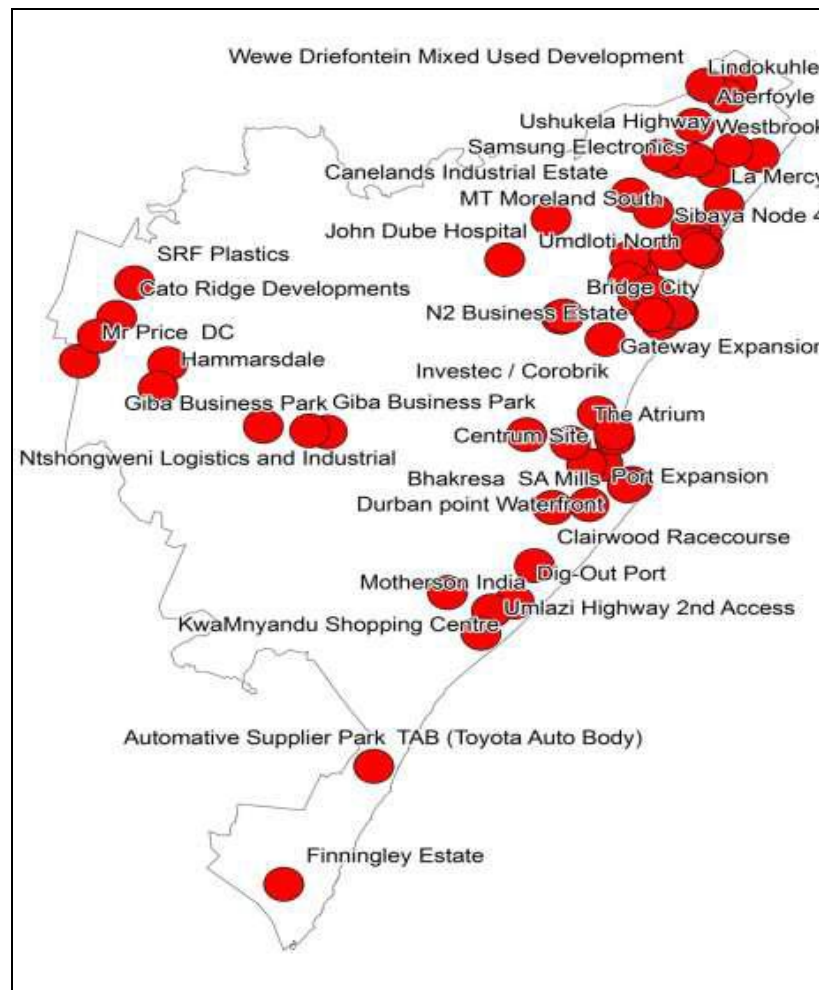 Wewe Driefontein Mixed Used Development
Lindokuhle
Aberfoyle
Ushukela Highway
Westbrook
Samsung Electronics
Canelands Industrial Estate
La Mercy
MT Moreland South
Sibaya Node 4
John Dube Hospital
Umdloti North
SRF Plastics
Cato Ridge Developments
Bridge City
N2 Business Estate
Mr Price DC
Gateway Expansion
Hammarsdale
Investec / Corobrik
Giba Business Park
Giba Business Park
The Atrium
Centrum Site
Ntshongweni Logistics and Industrial
Bhakresa SA Mills
Port Expansion
Durban point Waterfront
Clairwood Racecourse
Dig-Out Port
Motherson India
Umlazi Highway 2nd Access
KwaMnyandu Shopping Centre
Automative Supplier Park TAB (Toyota Auto Body)
Finningley Estate